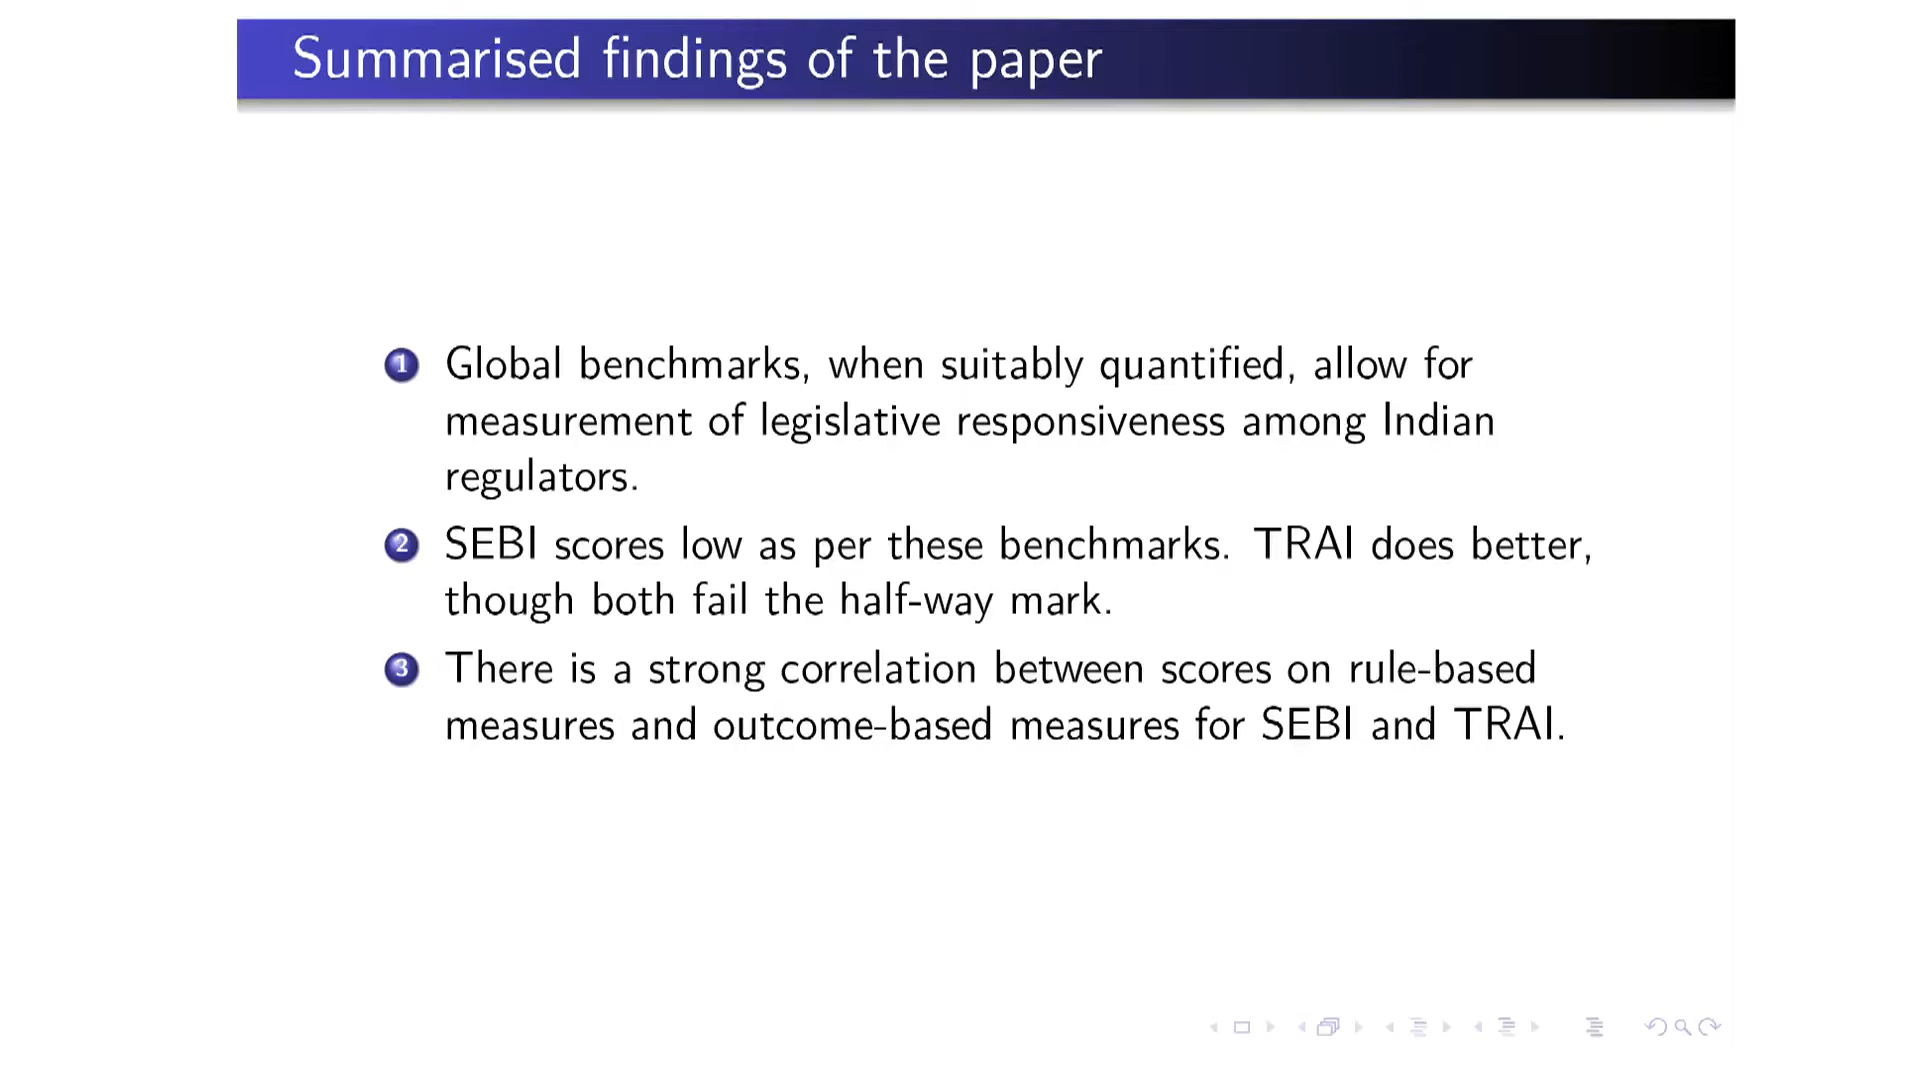 Summarised findings of the paper
1 Global benchmarks, when suitably quantified, allow for
measurement of legislative responsiveness among Indian
regulators.
2 SEBI scores low as per these benchmarks. TRAI does better,
though both fail the half-way mark.
3 There is a strong correlation between scores on rule-based
measures and outcome-based measures for SEBI and TRAI.